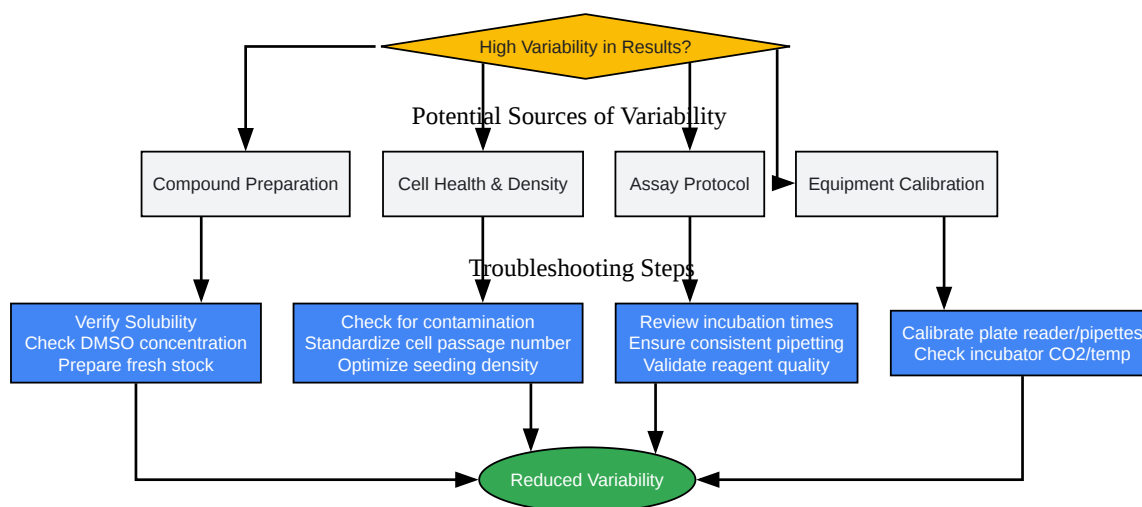 High Variability in Results?
Potential Sources of Variability
Compound Preparation
Cell Health & Density
Assay Protocol
Equipment Calibration
Troubleshooting Steps
Verify Solubility
Check DMSO concentration
Prepare fresh stock
Check for contamination
Standardize cell passage number
Optimize seeding density
Review incubation times
Ensure consistent pipetting
Validate reagent quality
Calibrate plate reader/pipettes
Check incubator CO2/temp
Reduced Variability